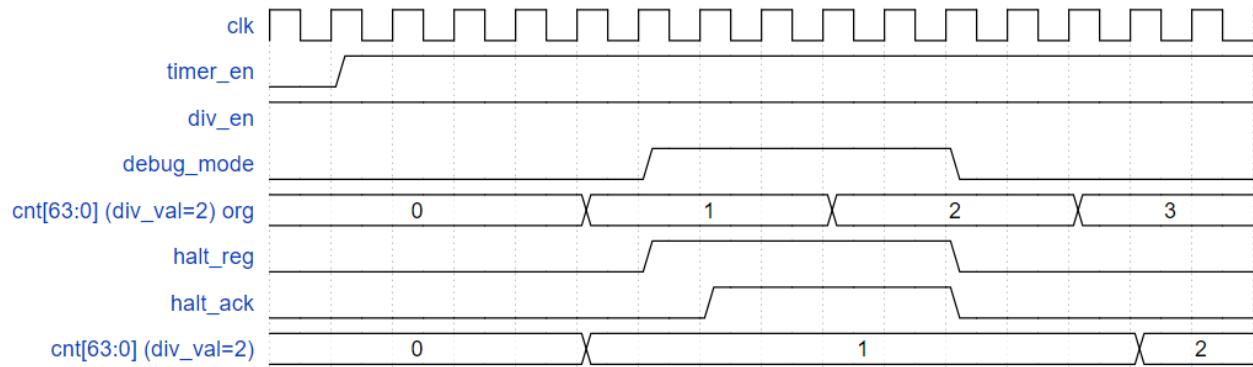 clk
timer_en
div_en
debug_mode
cnt[63:0] (div_val=2) org 0 1 2 3
halt_reg
halt_ack
cnt[63:0] (div_val=2) 0 1 2